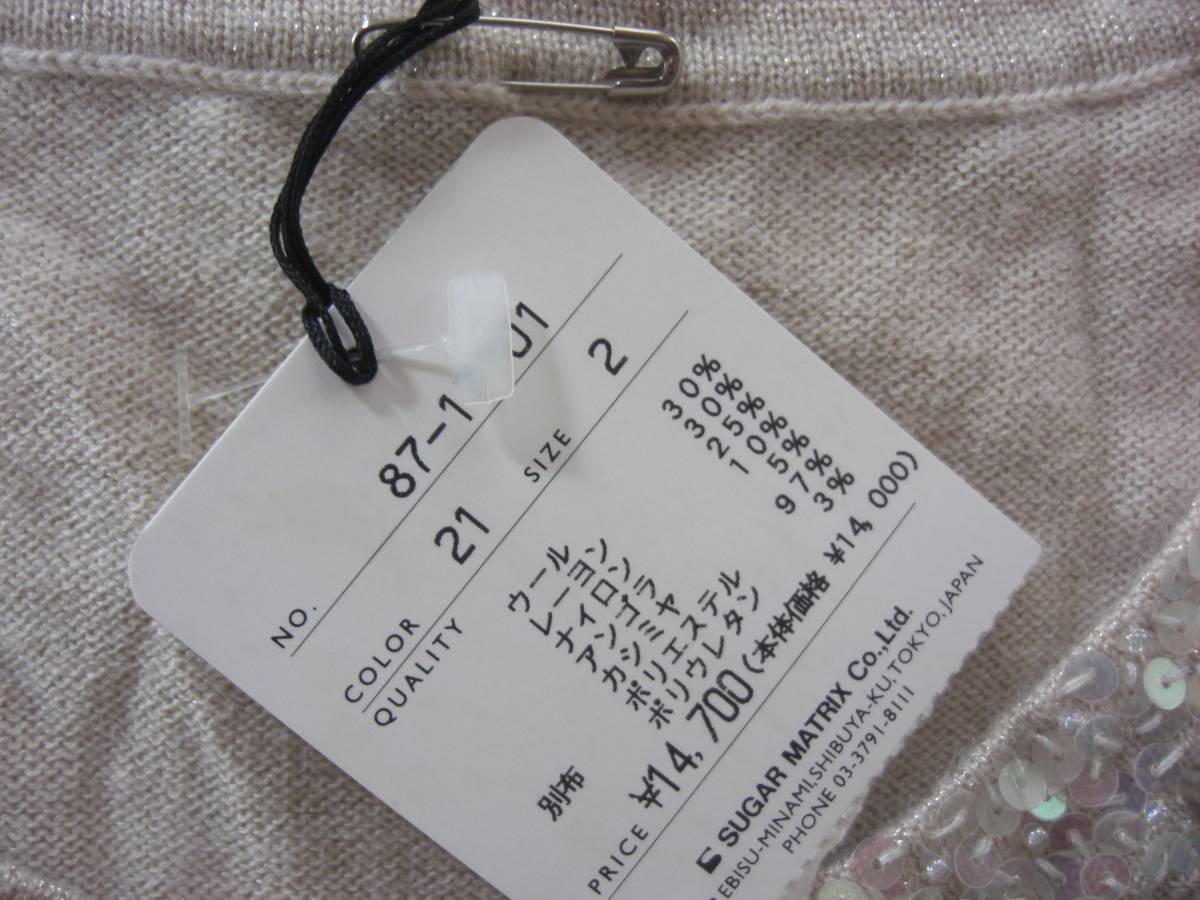 NO. 87-1 01
COLOR 21 SIZE 2
QUALITY
ウール 30%
レーヨン 30%
ナイロン 25%
アンゴラ 10%
カシミヤ 5%
別布 ポリエステル 97%
ポリウレタン 3%
PRICE ¥14,700(本体価格 ¥14,000)
SUGAR MATRIX Co.,Ltd.
EBISU-MINAMI,SHIBUYA-KU,TOKYO,JAPAN
PHONE 03-3791-8111